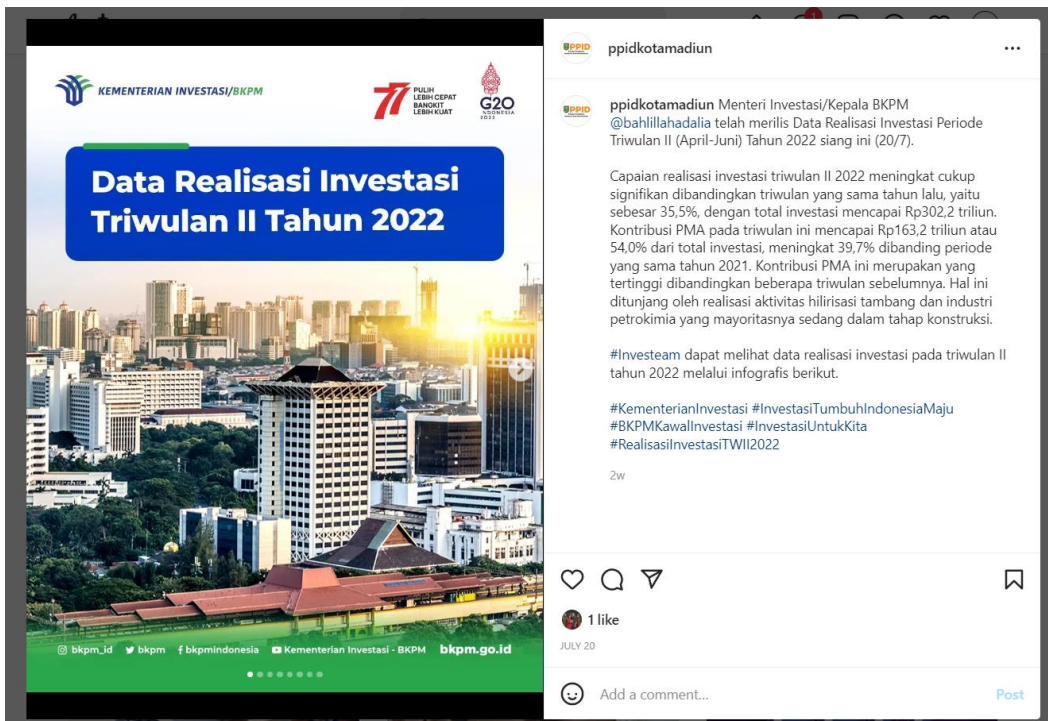 KEMENTERIAN INVESTASI/BKPM
77
PULIH
LEBIH CEPAT
BANGKIT
LEBIH KUAT
G20
INDONESIA
2022
Data Realisasi Investasi
Triwulan II Tahun 2022
bkpm_id bkpm bkpmindonesia Kementerian Investasi - BKPM bkpm.go.id
PPID
ppidkotamadiun
PPID
ppidkotamadiun Menteri Investasi/Kepala BKPM
@bahlillahadalia telah merilis Data Realisasi Investasi Periode
Triwulan II (April-Juni) Tahun 2022 siang ini (20/7).
Capaian realisasi investasi triwulan II 2022 meningkat cukup
signifikan dibandingkan triwulan yang sama tahun lalu, yaitu
sebesar 35,5%, dengan total investasi mencapai Rp302,2 triliun.
Kontribusi PMA pada triwulan ini mencapai Rp163,2 triliun atau
54,0% dari total investasi, meningkat 39,7% dibanding periode
yang sama tahun 2021. Kontribusi PMA ini merupakan yang
tertinggi dibandingkan beberapa triwulan sebelumnya. Hal ini
ditunjang oleh realisasi aktivitas hilirisasi tambang dan industri
petrokimia yang mayoritasnya sedang dalam tahap konstruksi.
#Investeam dapat melihat data realisasi investasi pada triwulan II
tahun 2022 melalui infografis berikut.
#KementerianInvestasi #InvestasiTumbuhIndonesiaMaju
#BKPMKawalInvestasi #InvestasiUntukKita
#RealisasiInvestasiTWII2022
2w
1 like
JULY 20
Add a comment...
Post